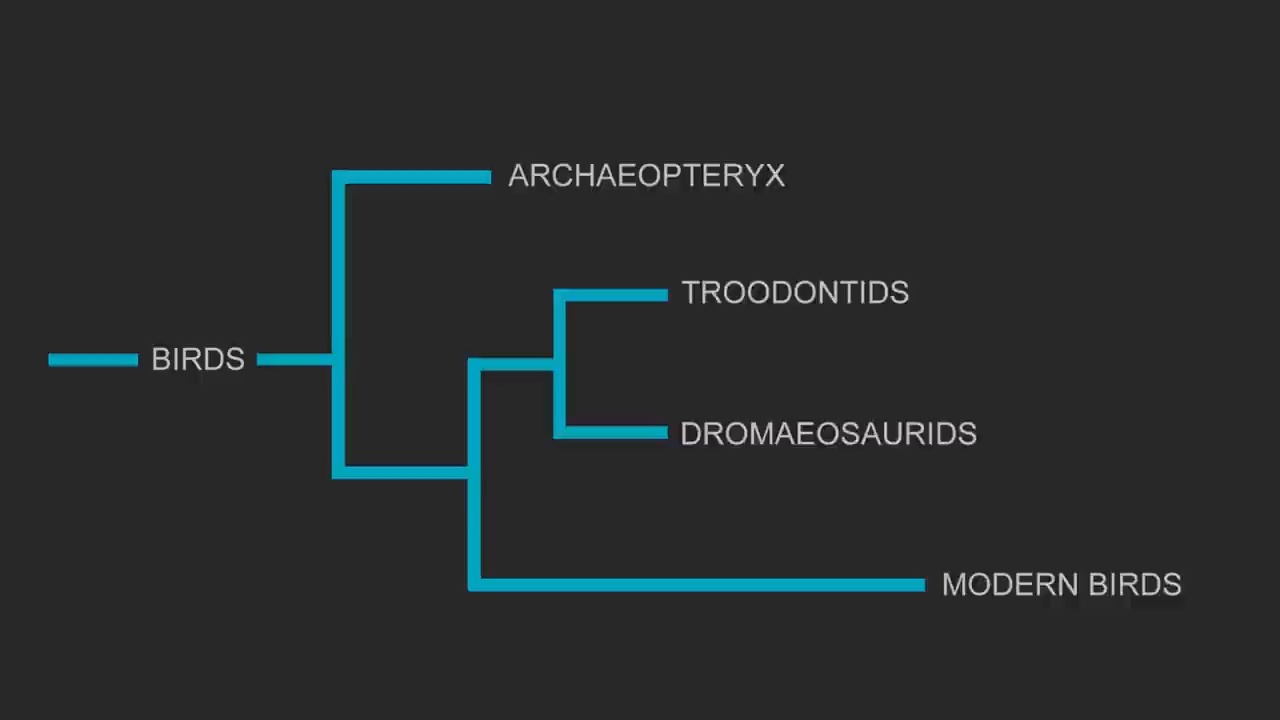 ARCHAEOPTERYX
TROODONTIDS
BIRDS
DROMAEOSAURIDS
MODERN BIRDS